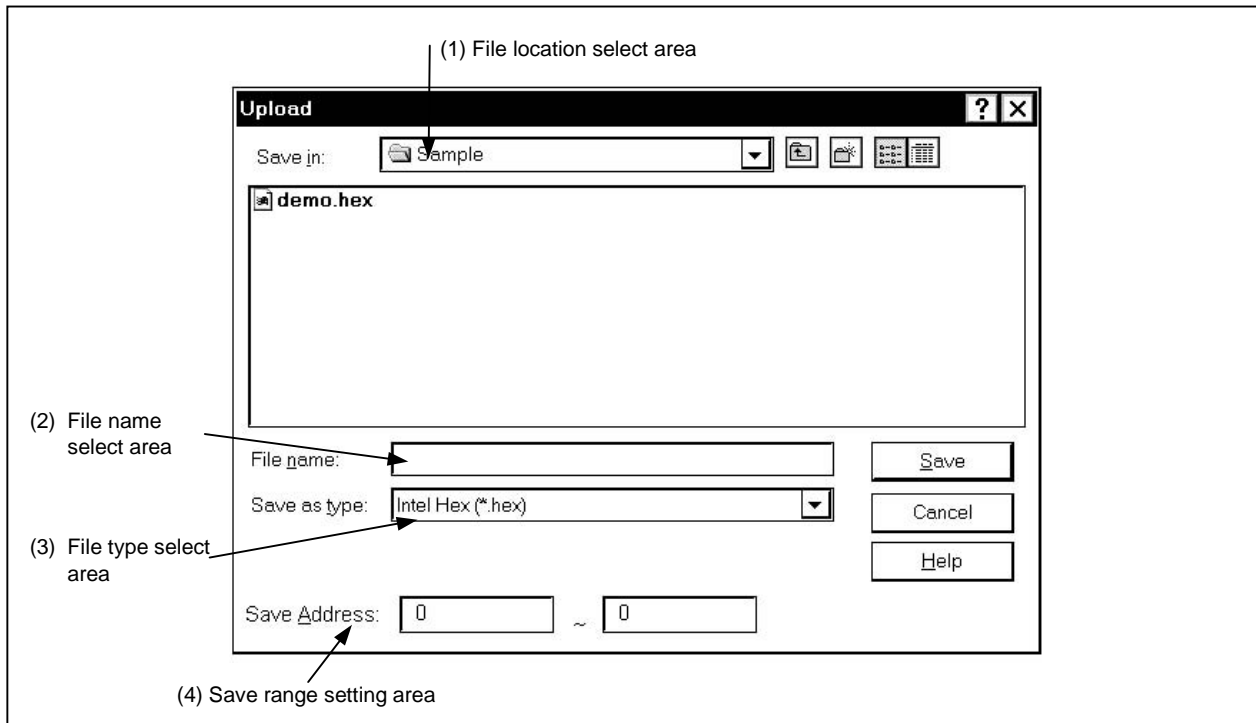 (1) File location select area
Upload
Save in: Sample
demo.hex
(2) File name
select area
File name:
Save
Save as type: Intel Hex (*.hex)
Cancel
(3) File type select
area
Help
Save Address: 0 ~ 0
(4) Save range setting area